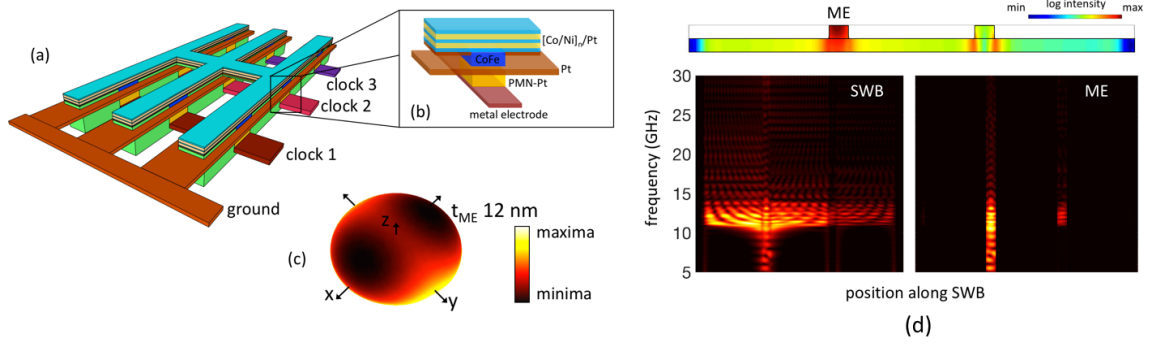 (a)
clock 3
clock 2
clock 1
ground
[Co/Ni]n/Pt
CoFe
Pt
PMN-Pt
metal electrode
(b)
z
tME 12 nm
maxima
minima
x
y
(c)
ME
min log intensity max
SWB
ME
30
25
20
15
10
5
frequency (GHz)
position along SWB
(d)